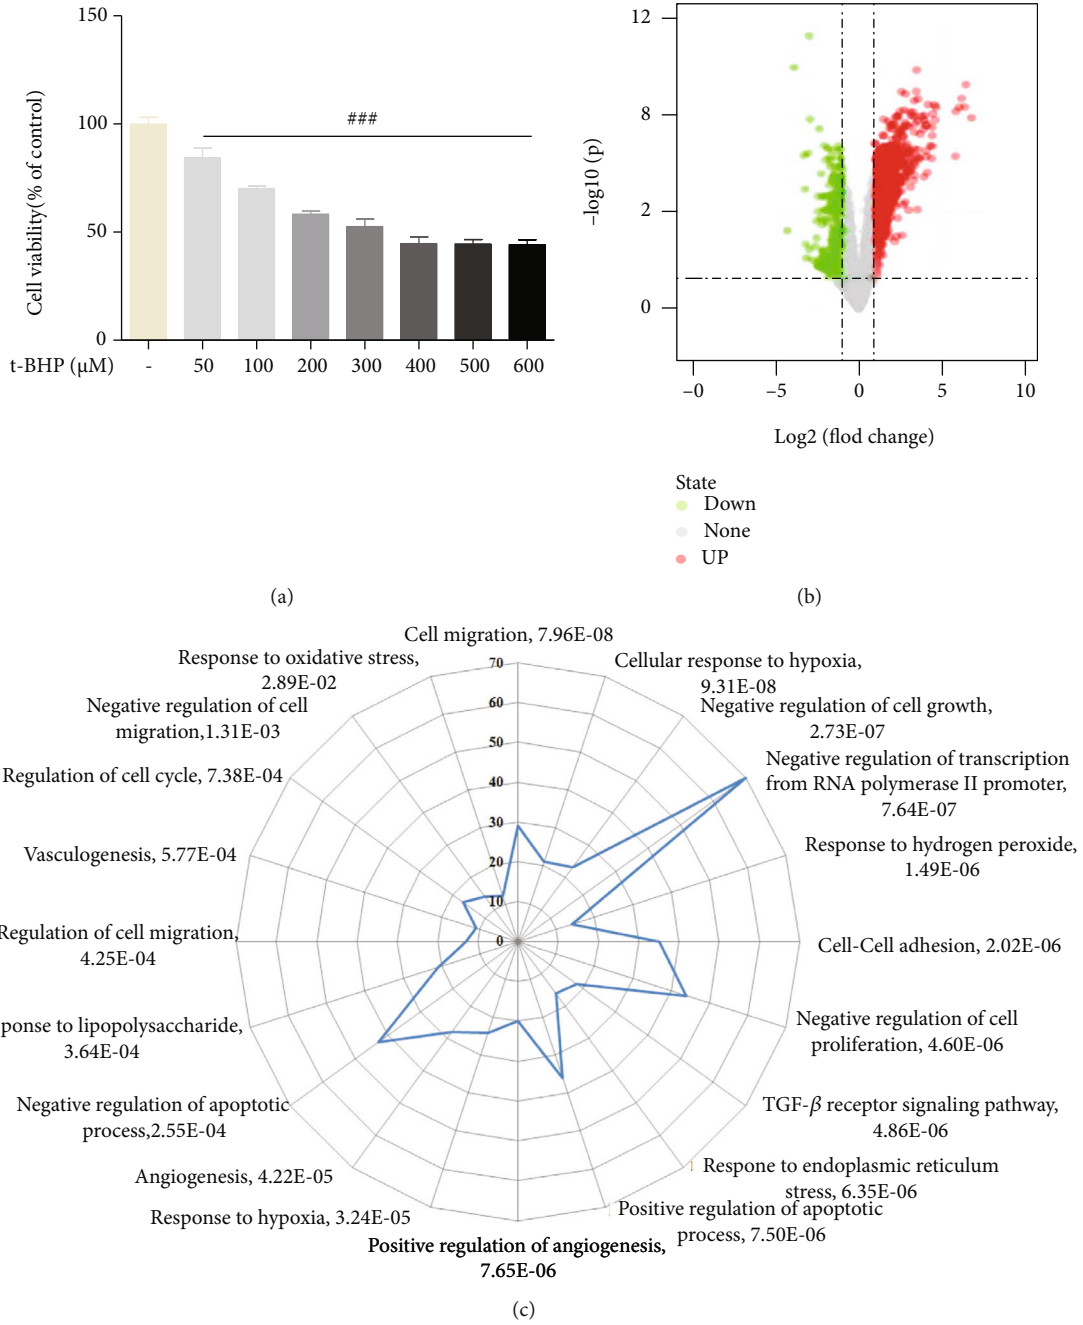 150
100
50
0
Cell viability(% of control)
###
t-BHP (μM)
- 50 100 200 300 400 500 600
(a)
12
8
2
0
–log10 (p)
–0 –5 0 5 10
Log2 (flod change)
State
Down
None
UP
(b)
Cell migration, 7.96E-08
Cellular response to hypoxia,
9.31E-08
Negative regulation of cell growth,
2.73E-07
Negative regulation of transcription
from RNA polymerase II promoter,
7.64E-07
Response to hydrogen peroxide,
1.49E-06
Cell-Cell adhesion, 2.02E-06
Negative regulation of cell
proliferation, 4.60E-06
TGF-β receptor signaling pathway,
4.86E-06
Respone to endoplasmic reticulum
stress, 6.35E-06
Positive regulation of apoptotic
process, 7.50E-06
Positive regulation of angiogenesis,
7.65E-06
Response to hypoxia, 3.24E-05
Angiogenesis, 4.22E-05
Negative regulation of apoptotic
process,2.55E-04
ponse to lipopolysaccharide,
3.64E-04
Regulation of cell migration,
4.25E-04
Vasculogenesis, 5.77E-04
Regulation of cell cycle, 7.38E-04
Negative regulation of cell
migration,1.31E-03
Response to oxidative stress,
2.89E-02
70
60
50
40
30
20
10
0
(c)